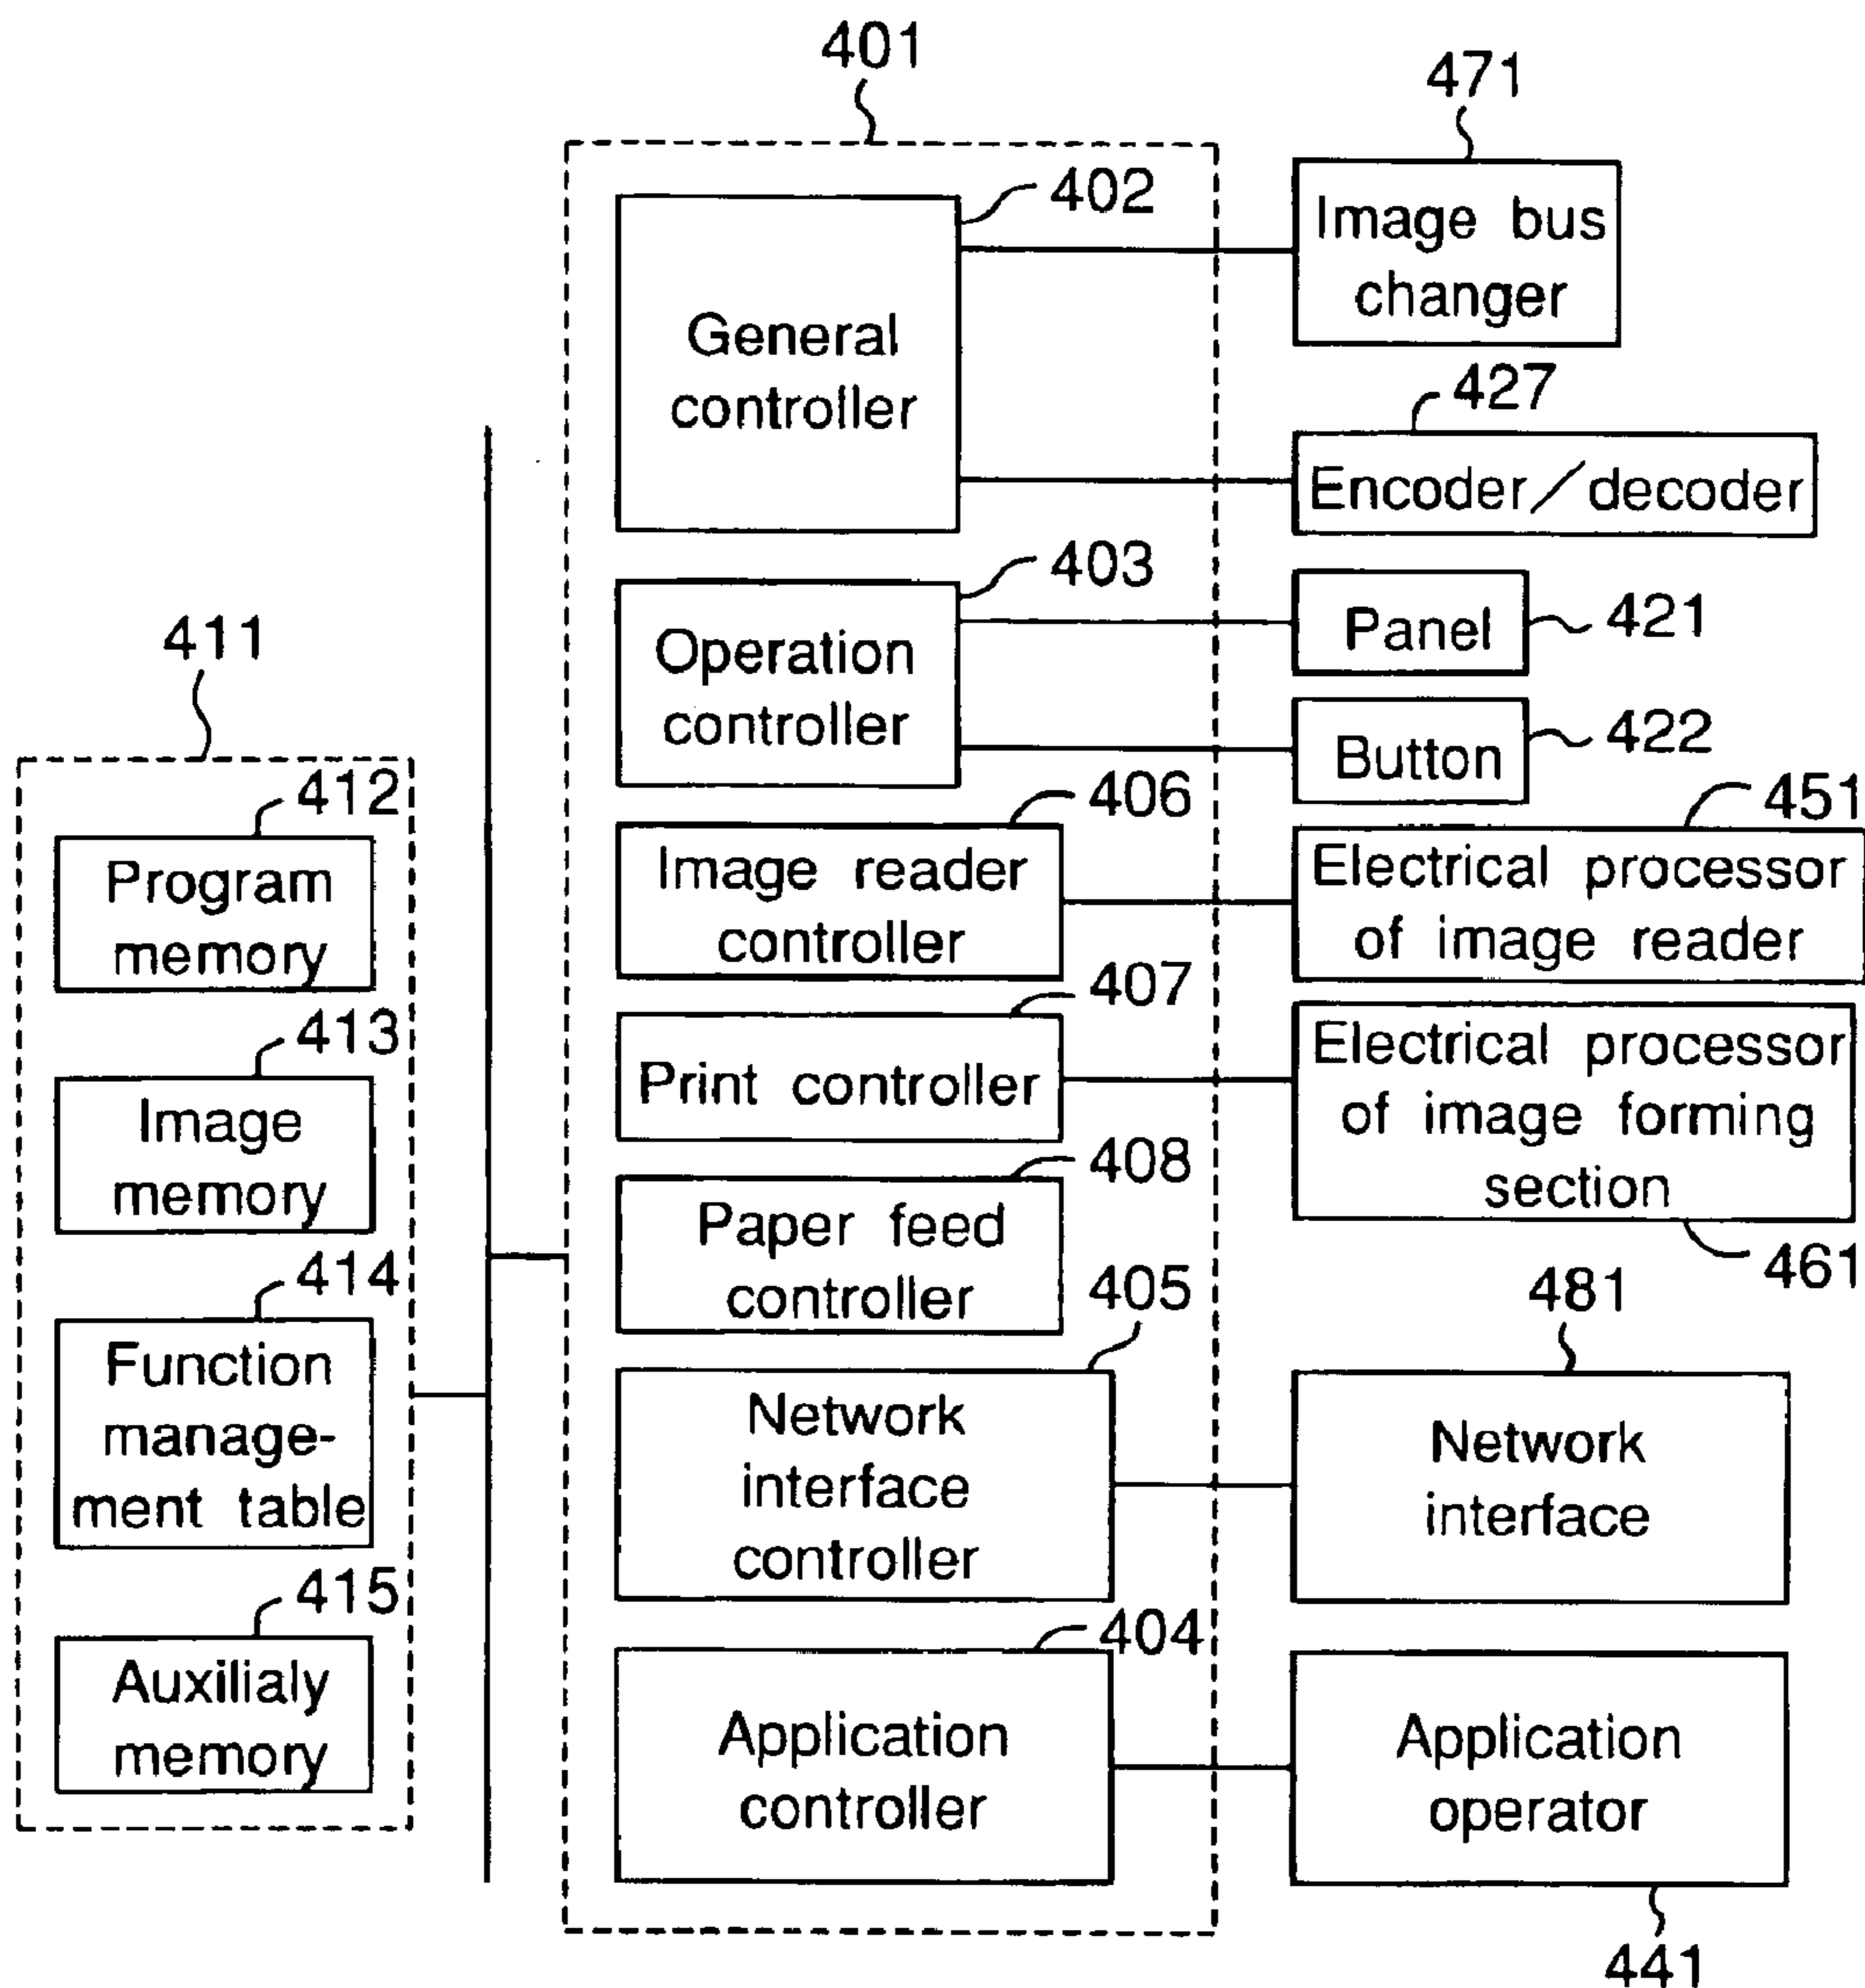 401
471
402
Image bus
changer
General
controller
427
Encoder/decoder
403
Operation
controller
Panel
421
Button
422
411
412
Program
memory
413
Image
memory
414
Function
manage-
ment table
415
Auxilialy
memory
406
Image reader
controller
451
Electrical processor
of image reader
407
Print controller
Electrical processor
of image forming
section
461
408
Paper feed
controller
405
Network
interface
controller
481
Network
interface
404
Application
controller
Application
operator
441